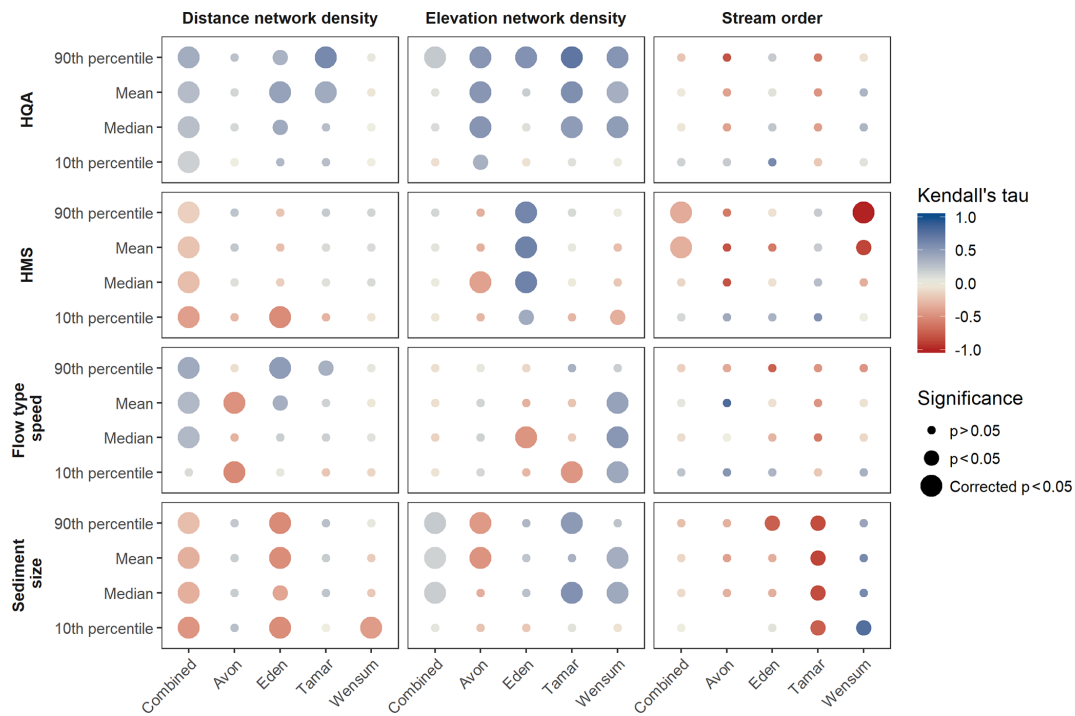 Distance network density
Elevation network density
Stream order
HQA
90th percentile
Mean
Median
10th percentile
HMS
90th percentile
Mean
Median
10th percentile
Flow type
speed
90th percentile
Mean
Median
10th percentile
Sediment
size
90th percentile
Mean
Median
10th percentile
Combined
Avon
Eden
Tamar
Wensum
Combined
Avon
Eden
Tamar
Wensum
Combined
Avon
Eden
Tamar
Wensum
Kendall's tau
1.0
0.5
0.0
-0.5
-1.0
Significance
p > 0.05
p < 0.05
Corrected p < 0.05